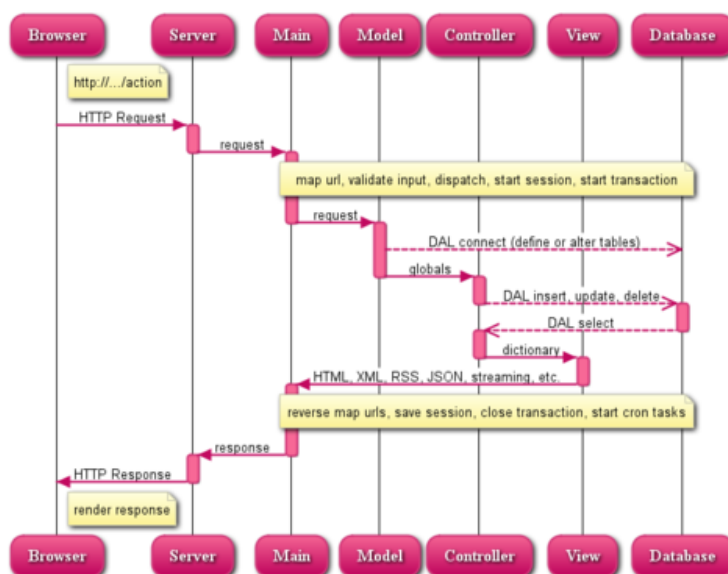 Browser Server Main Model Controller View Database
http://.../action
HTTP Request
request
map url, validate input, dispatch, start session, start transaction
request
DAL connect (define or alter tables)
globals
DAL insert, update, delete
DAL select
dictionary
HTML, XML, RSS, JSON, streaming, etc.
reverse map urls, save session, close transaction, start cron tasks
response
HTTP Response
render response
Browser Server Main Model Controller View Database